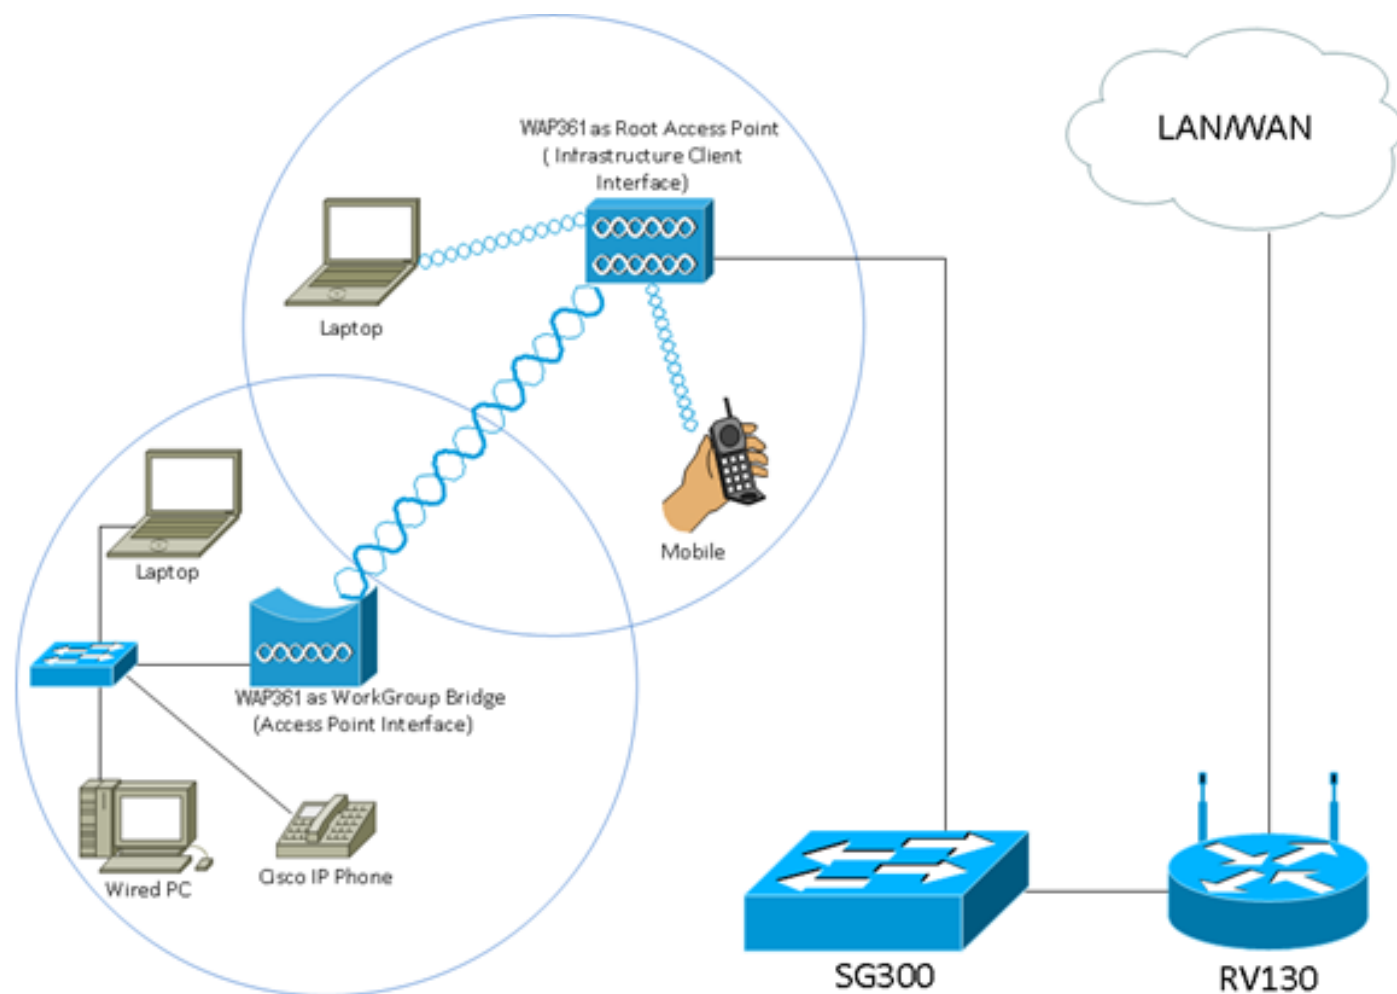 WAP361 as Root Access Point
( Infrastructure Client
Interface)
LAN/WAN
Laptop
Mobile
Laptop
WAP361 as WorkGroup Bridge
(Access Point Interface)
Wired PC
Cisco IP Phone
SG300
RV130